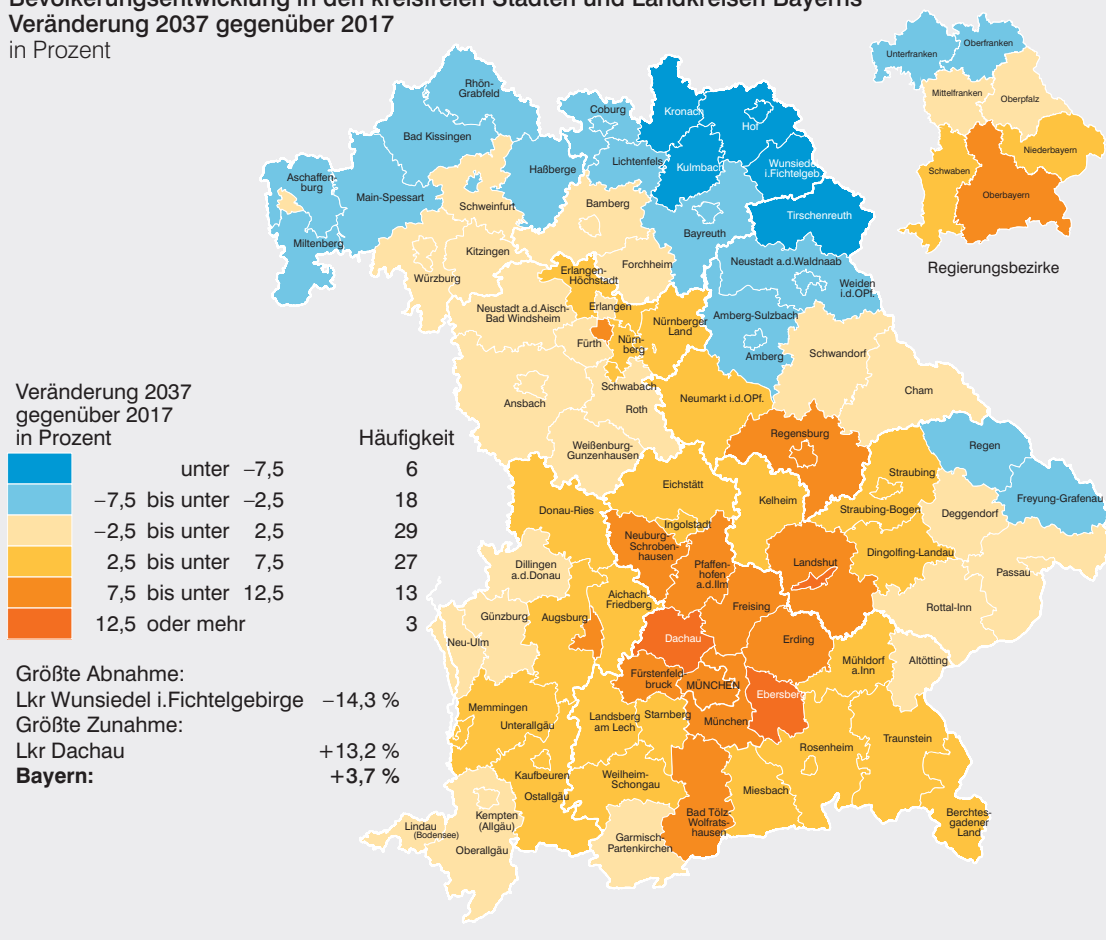 Bevölkerungsentwicklung in den kreisfreien Städten und Landkreisen Bayerns
Veränderung 2037 gegenüber 2017
in Prozent
Unterfranken
Oberfranken
Mittelfranken
Oberpfalz
Niederbayern
Schwaben
Oberbayern
Regierungsbezirke
Rhön-
Grabfeld
Coburg
Kronach
Hof
Bad Kissingen
Lichtenfels
Kulmbach
Wunsiedel
i.Fichtelgeb.
Haßberge
Aschaffen-
burg
Main-Spessart
Schweinfurt
Bamberg
Tirschenreuth
Bayreuth
Miltenberg
Kitzingen
Würzburg
Forchheim
Erlangen-
Höchstadt
Neustadt a.d.Waldnaab
Weiden
i.d.OPf.
Neustadt a.d.Aisch-
Bad Windsheim
Erlangen
Amberg-Sulzbach
Nürnberger
Land
Fürth
Nürn-
berg
Amberg
Schwandorf
Schwabach
Ansbach
Roth
Neumarkt i.d.OPf.
Cham
Weißenburg-
Gunzenhausen
Regensburg
Regen
Straubing
Eichstätt
Kelheim
Freyung-Grafenau
Donau-Ries
Straubing-Bogen
Deggendorf
Ingolstadt
Neuburg-
Schroben-
hausen
Dingolfing-Landau
Dillingen
a.d.Donau
Pfaffen-
hofen
a.d.Ilm
Landshut
Passau
Aichach-
Friedberg
Freising
Rottal-Inn
Günzburg
Augsburg
Neu-Ulm
Dachau
Erding
Mühldorf
a.Inn
Altötting
Fürstenfeld-
bruck
MÜNCHEN
Ebersberg
Memmingen
Unterallgäu
Landsberg
am Lech
Starnberg
München
Rosenheim
Traunstein
Kaufbeuren
Ostallgäu
Weilheim-
Schongau
Miesbach
Bad Tölz-
Wolfrats-
hausen
Berchtes-
gadener
Land
Kempten
(Allgäu)
Lindau
(Bodensee)
Oberallgäu
Garmisch-
Partenkirchen
Veränderung 2037
gegenüber 2017
in Prozent Häufigkeit
unter −7,5 6
−7,5 bis unter −2,5 18
−2,5 bis unter 2,5 29
2,5 bis unter 7,5 27
7,5 bis unter 12,5 13
12,5 oder mehr 3
Größte Abnahme:
Lkr Wunsiedel i.Fichtelgebirge −14,3 %
Größte Zunahme:
Lkr Dachau +13,2 %
Bayern: +3,7 %